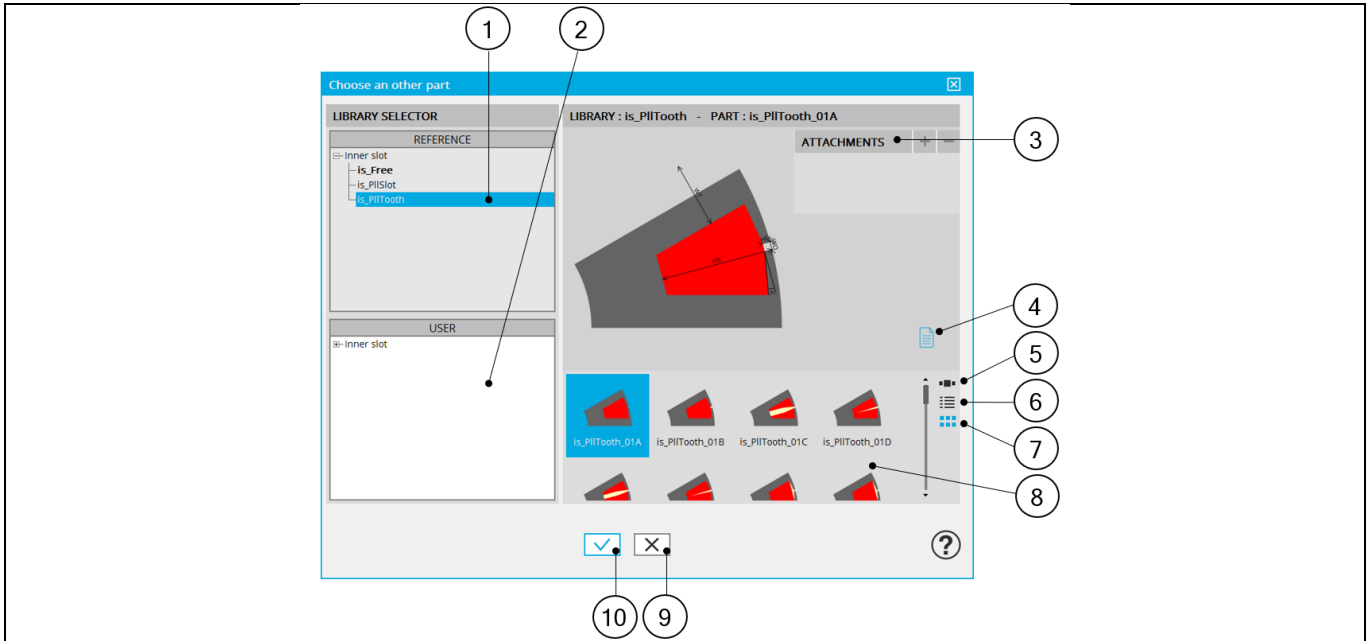 1
2
Choose an other part
LIBRARY SELECTOR
LIBRARY : is_PllTooth - PART : is_PllTooth_01A
REFERENCE
ATTACHMENTS
3
Inner slot
is_Free
is_PllSlot
is_PllTooth
4
USER
Inner slot
5
6
7
is_PllTooth_01A
is_PllTooth_01B
is_PllTooth_01C
is_PllTooth_01D
8
?
10
9